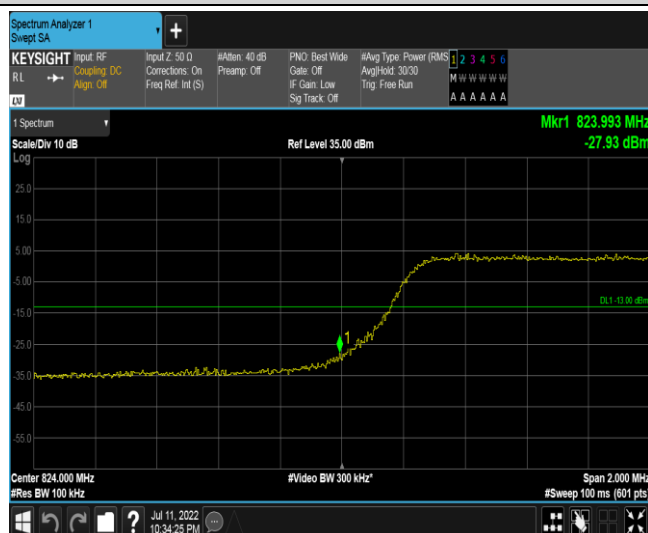 Spectrum Analyzer 1
Swept SA
+
KEYSIGHT
RL
LXI
Input: RF
Coupling: DC
Align: Off
Input Z: 50 Ω
Corrections: On
Freq Ref: Int (S)
#Atten: 40 dB
Preamp: Off
PNO: Best Wide
Gate: Off
IF Gain: Low
Sig Track: Off
#Avg Type: Power (RMS
Avg|Hold: 30/30
Trig: Free Run
1 2 3 4 5 6
M W W W W W
A A A A A A
1 Spectrum
Mkr1 823.993 MHz
Scale/Div 10 dB
Ref Level 35.00 dBm
-27.93 dBm
Log
25.0
15.0
5.00
-5.00
DL1 -13.00 dBm
-15.0
1
-25.0
-35.0
-45.0
-55.0
Center 824.000 MHz
#Video BW 300 kHz*
Span 2.000 MHz
#Res BW 100 kHz
#Sweep 100 ms (601 pts)
?
Jul 11, 2022
10:34:25 PM